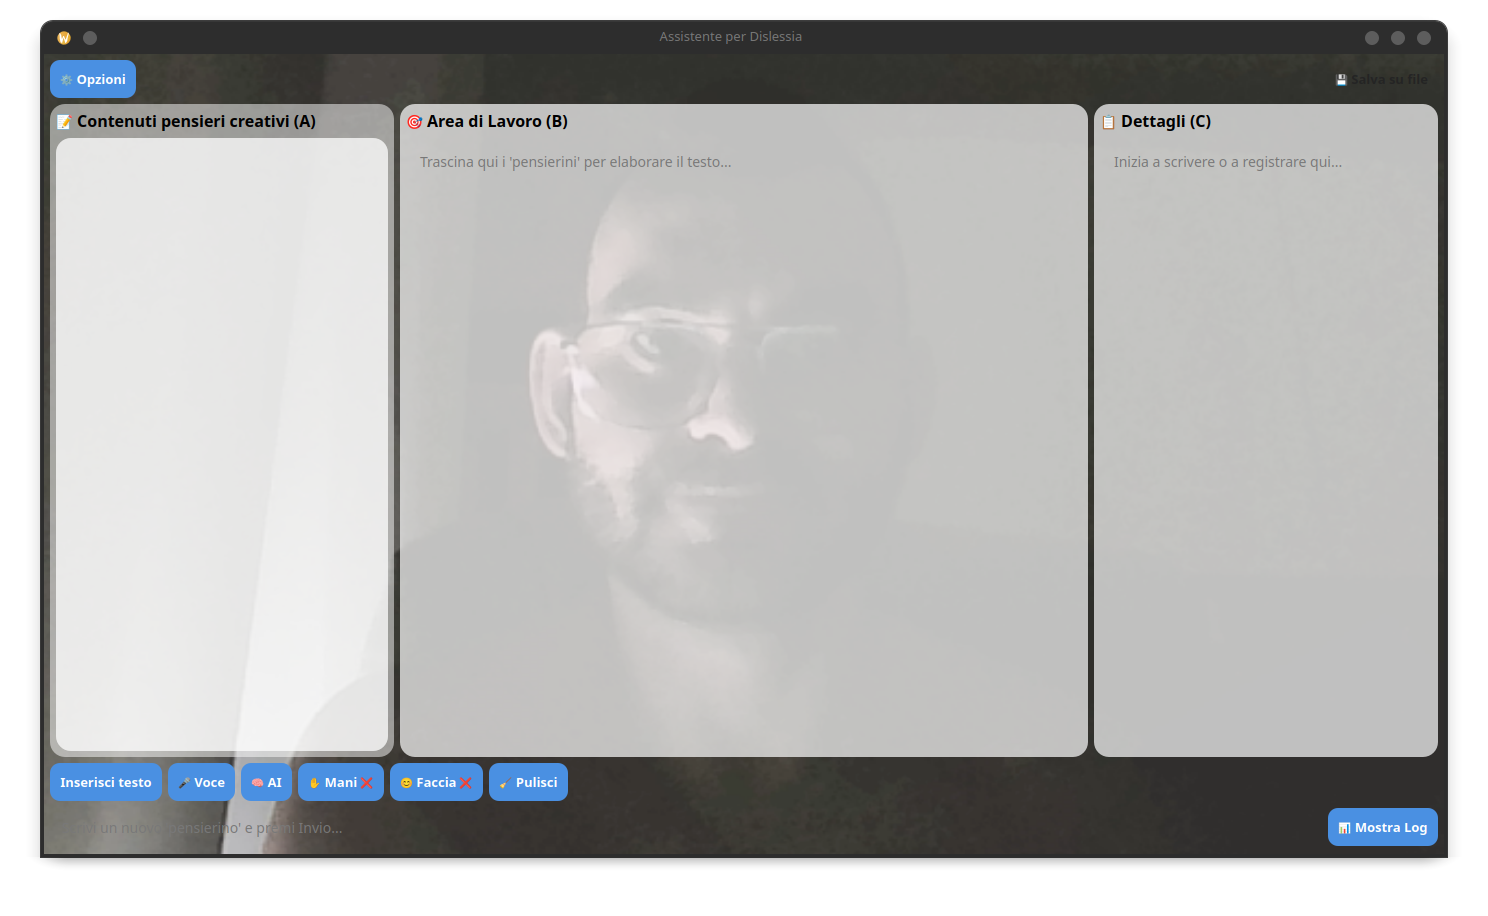 Assistente per Dislessia
⚙️ Opzioni
💾 Salva su file
📝 Contenuti pensieri creativi (A)
🎯 Area di Lavoro (B)
Trascina qui i 'pensierini' per elaborare il testo...
📋 Dettagli (C)
Inizia a scrivere o a registrare qui...
Inserisci testo
🎤 Voce
🧠 AI
✋ Mani ❌
😊 Faccia ❌
🧹 Pulisci
un nuovo 'pensierino' e premi Invio...
📊 Mostra Log